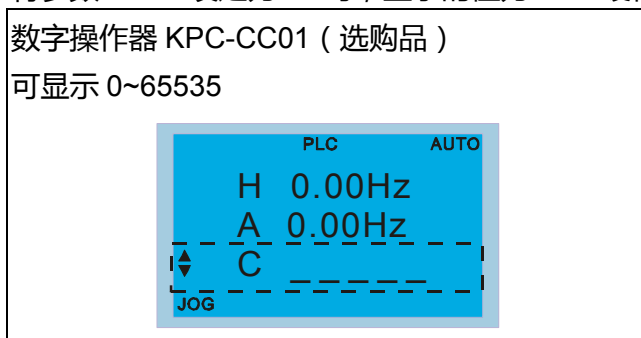 数字操作器 KPC-CC01（选购品）
可显示 0~65535
PLC AUTO
H 0.00Hz
A 0.00Hz
C _ _ _ _ _
JOG